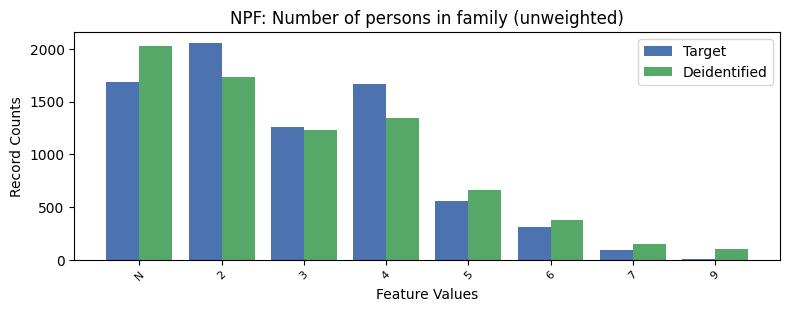 NPF: Number of persons in family (unweighted)
Target
Deidentified
Record Counts
2000
1500
1000
500
0
N 2 3 4 5 6 7 9
Feature Values